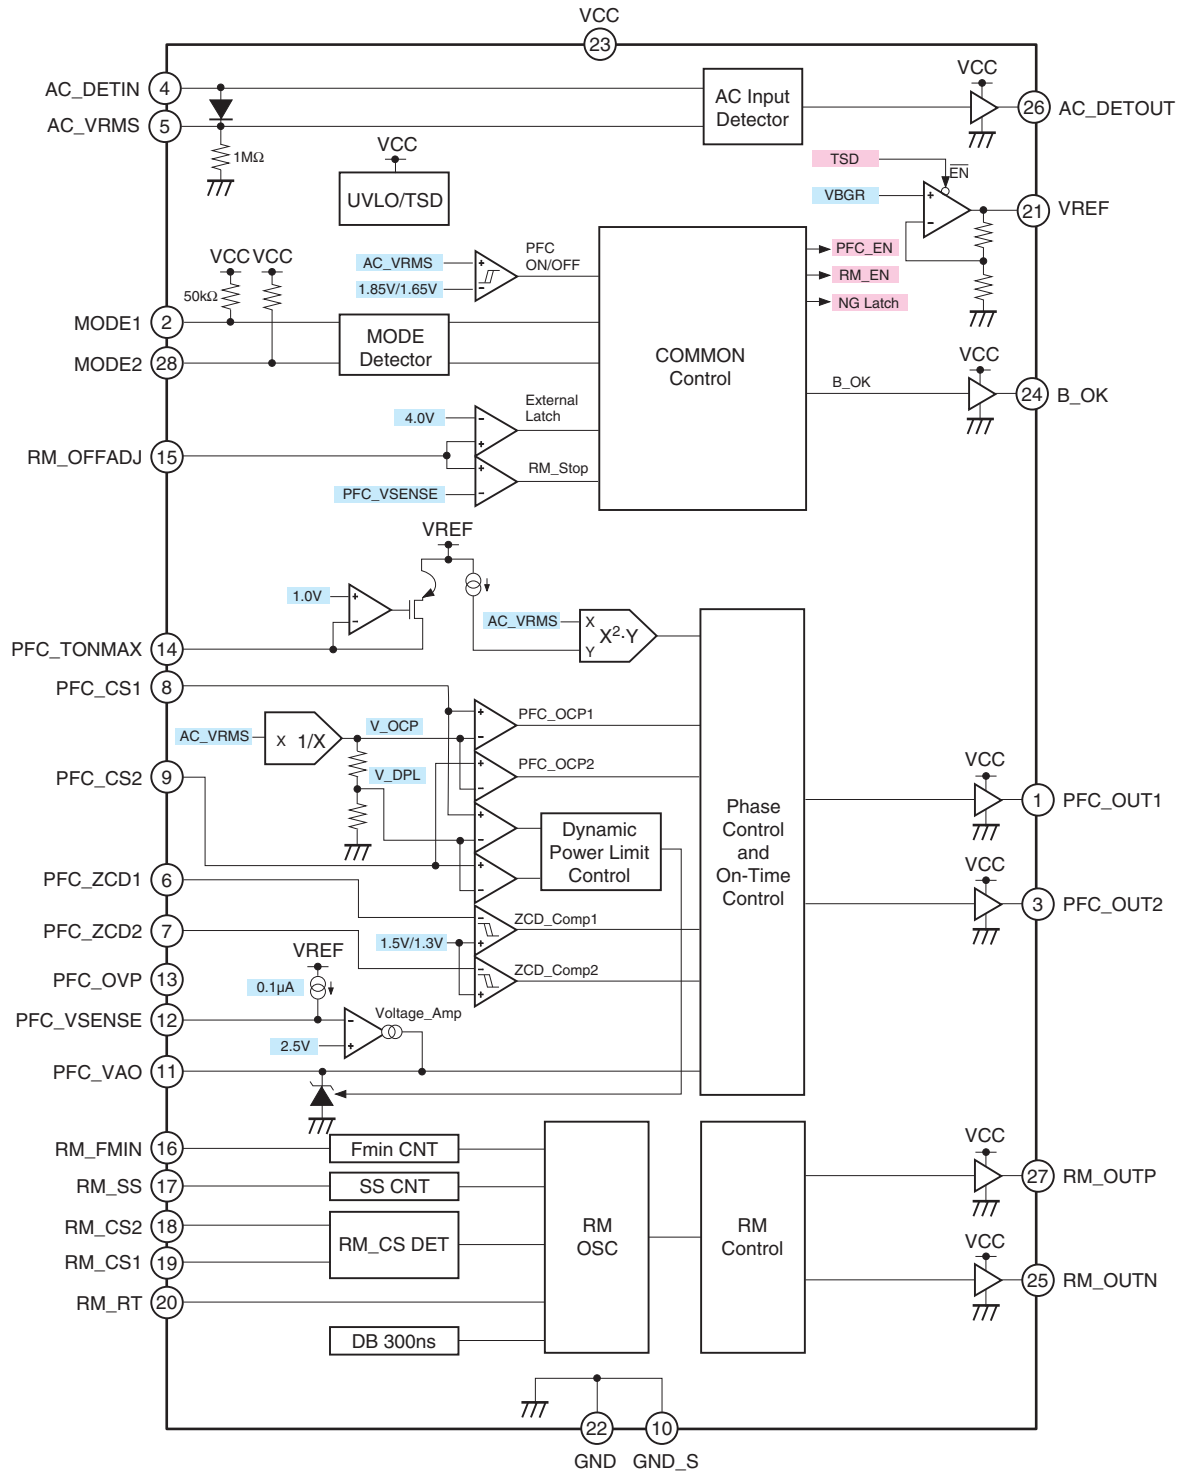 VCC
23
AC_DETIN 4
AC_VRMS 5
1MΩ
AC Input
Detector
VCC
26 AC_DETOUT
VCC
UVLO/TSD
TSD
EN
VBGR
21 VREF
PFC
ON/OFF
AC_VRMS
1.85V/1.65V
PFC_EN
RM_EN
NG Latch
VCC VCC
50kΩ
MODE1 2
MODE2 28
MODE
Detector
COMMON
Control
VCC
B_OK
24 B_OK
External
Latch
4.0V
RM_OFFADJ 15
RM_Stop
PFC_VSENSE
VREF
1.0V
AC_VRMS
X
Y
X²·Y
PFC_TONMAX 14
PFC_CS1 8
AC_VRMS
X 1/X
V_OCP
V_DPL
PFC_OCP1
PFC_OCP2
PFC_CS2 9
Dynamic
Power Limit
Control
Phase
Control
and
On-Time
Control
VCC
1 PFC_OUT1
VCC
3 PFC_OUT2
PFC_ZCD1 6
PFC_ZCD2 7
ZCD_Comp1
1.5V/1.3V
ZCD_Comp2
VREF
PFC_OVP 13
0.1µA
PFC_VSENSE 12
Voltage_Amp
2.5V
PFC_VAO 11
RM_FMIN 16
Fmin CNT
RM_SS 17
SS CNT
RM_CS2 18
RM_CS1 19
RM_CS DET
RM_RT 20
DB 300ns
RM
OSC
RM
Control
VCC
27 RM_OUTP
VCC
25 RM_OUTN
22 10
GND GND_S